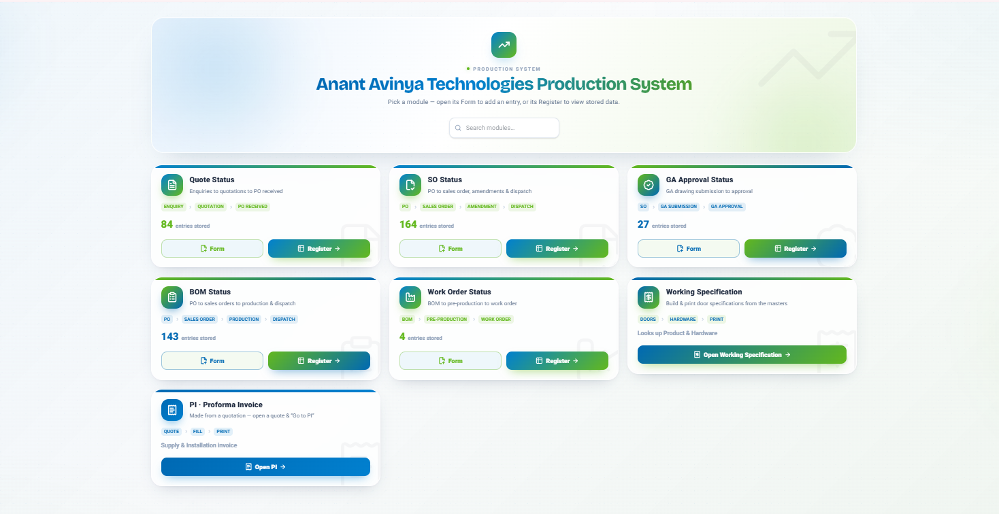 PRODUCTION SYSTEM
Anant Avinya Technologies Production System
Pick a module — open its Form to add an entry, or its Register to view stored data.
Search modules...
Quote Status
Enquiries to quotations to PO received
ENQUIRY › QUOTATION › PO RECEIVED
84 entries stored
Form
Register →
SO Status
PO to sales order, amendments & dispatch
PO › SALES ORDER › AMENDMENT › DISPATCH
164 entries stored
Form
Register →
GA Approval Status
GA drawing submission to approval
SO › GA SUBMISSION › GA APPROVAL
27 entries stored
Form
Register →
BOM Status
PO to sales orders to production & dispatch
PO › SALES ORDER › PRODUCTION › DISPATCH
143 entries stored
Form
Register →
Work Order Status
BOM to pre-production to work order
BOM › PRE-PRODUCTION › WORK ORDER
4 entries stored
Form
Register →
Working Specification
Build & print door specifications from the masters
DOORS › HARDWARE › PRINT
Looks up Product & Hardware
Open Working Specification →
PI · Proforma Invoice
Made from a quotation — open a quote & "Go to PI"
QUOTE › FILL › PRINT
Supply & Installation invoice
Open PI →